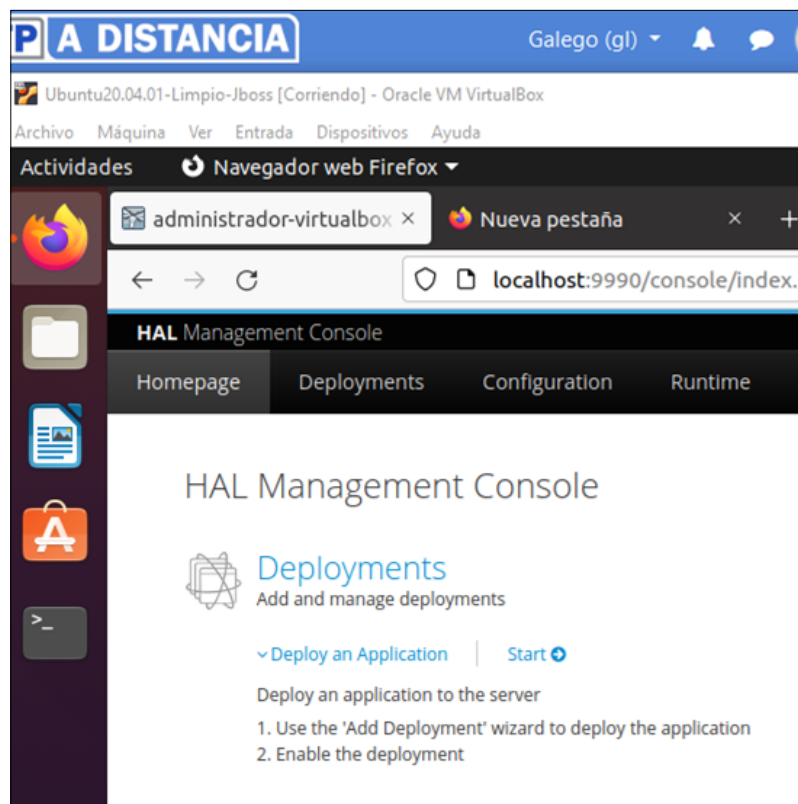 P A DISTANCIA
Galego (gl)
Ubuntu20.04.01-Limpio-Jboss [Corriendo] - Oracle VM VirtualBox
Archivo Máquina Ver Entrada Dispositivos Ayuda
Actividades Navegador web Firefox
administrador-virtualbox × Nueva pestaña × +
localhost:9990/console/index.
HAL Management Console
Homepage Deployments Configuration Runtime
HAL Management Console
Deployments
Add and manage deployments
Deploy an Application Start
Deploy an application to the server
1. Use the 'Add Deployment' wizard to deploy the application
2. Enable the deployment